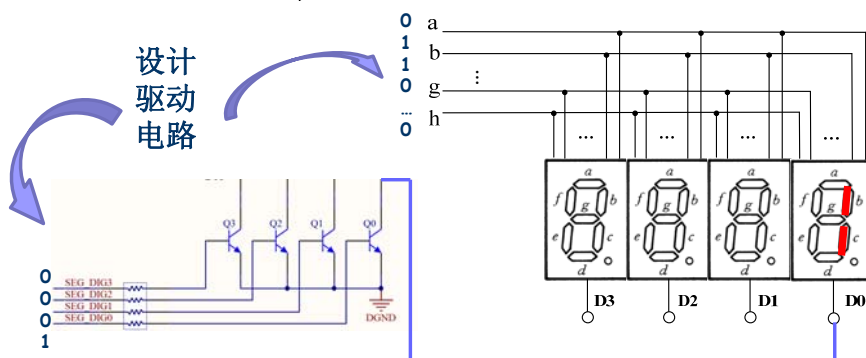 设计
驱动
电路
0
1
1
0
…
0
a
b
⋮
g
h
… … … …
a a a a
f g b f g b f g b f g b
e c e c e c e c
d d d d
D3 D2 D1 D0
Q3 Q2 Q1 Q0
0 SEG_DIG3
0 SEG_DIG2
0 SEG_DIG1
1 SEG_DIG0
DGND